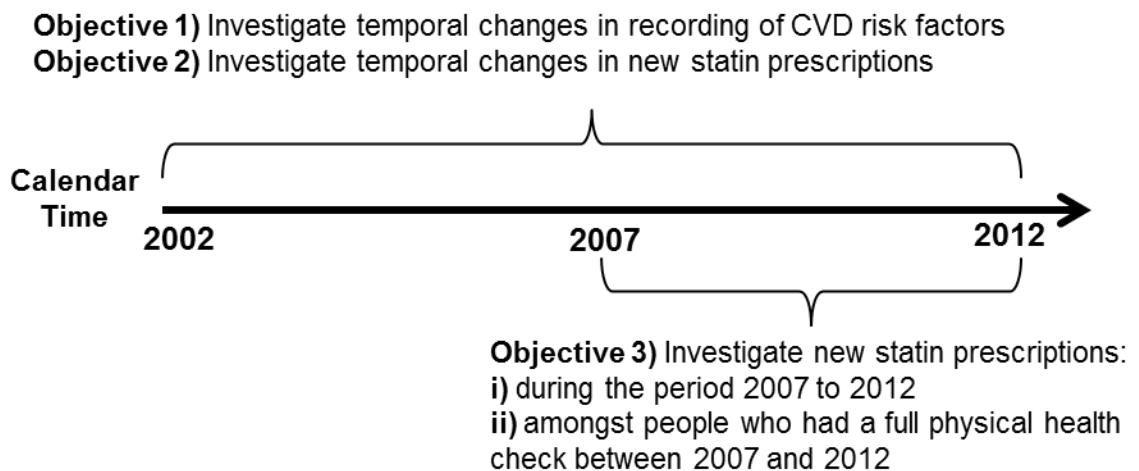 Objective 1) Investigate temporal changes in recording of CVD risk factors
Objective 2) Investigate temporal changes in new statin prescriptions
Calendar
Time
2002
2007
2012
Objective 3) Investigate new statin prescriptions:
i) during the period 2007 to 2012
ii) amongst people who had a full physical health
check between 2007 and 2012